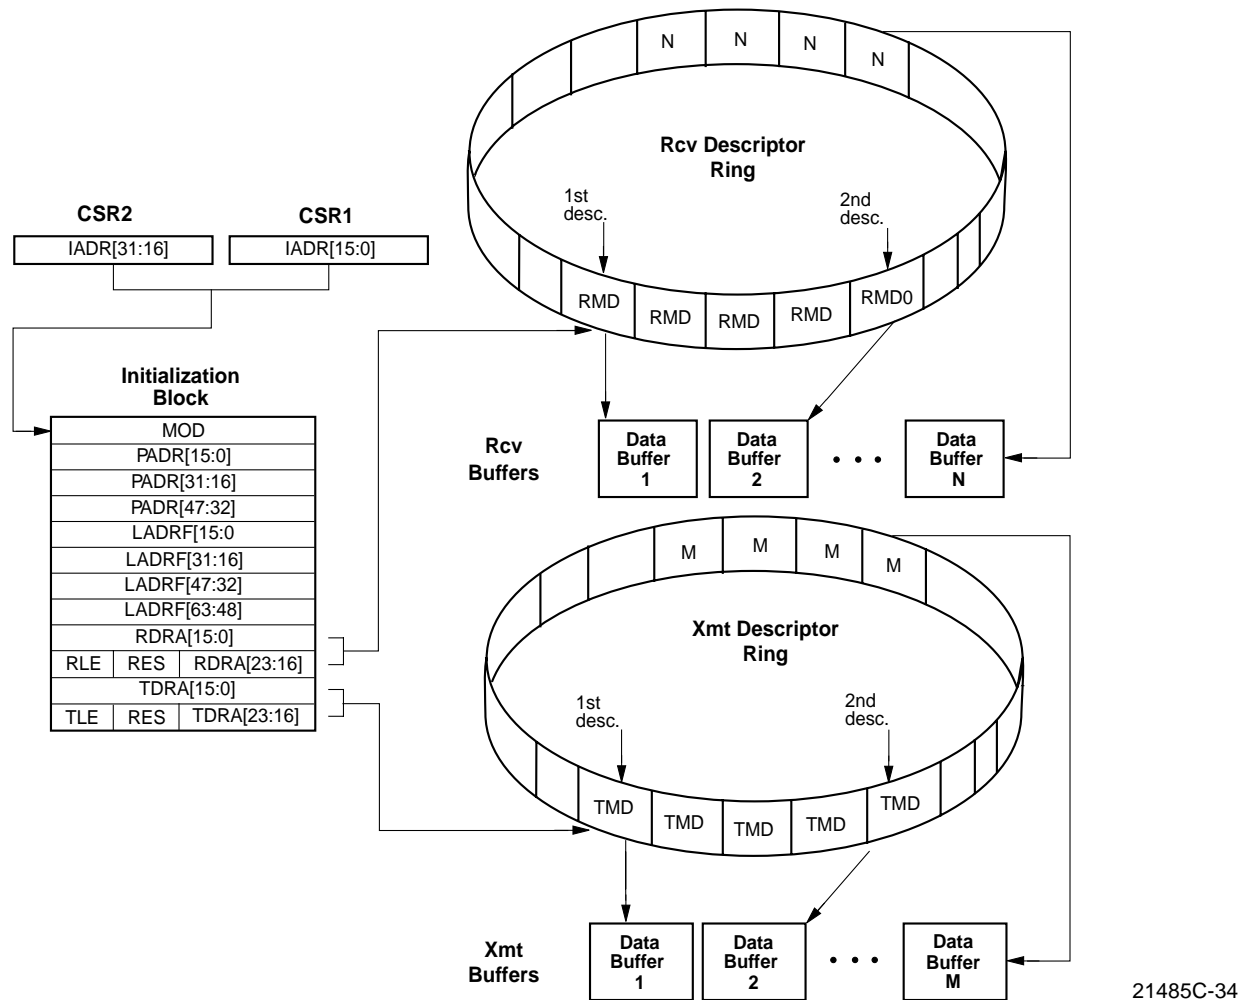 N N N N
Rcv Descriptor
Ring
1st
desc.
2nd
desc.
CSR2 CSR1
IADR[31:16] IADR[15:0]
RMD RMD RMD RMD RMD0
Initialization
Block
MOD
PADR[15:0]
PADR[31:16]
PADR[47:32]
LADRF[15:0
LADRF[31:16]
LADRF[47:32]
LADRF[63:48]
RDRA[15:0]
RLE RES RDRA[23:16]
TDRA[15:0]
TLE RES TDRA[23:16]
Rcv
Buffers
Data
Buffer
1
Data
Buffer
2
• • •
Data
Buffer
N
M M M M
Xmt Descriptor
Ring
1st
desc.
2nd
desc.
TMD TMD TMD TMD TMD
Xmt
Buffers
Data
Buffer
1
Data
Buffer
2
• • •
Data
Buffer
M
21485C-34